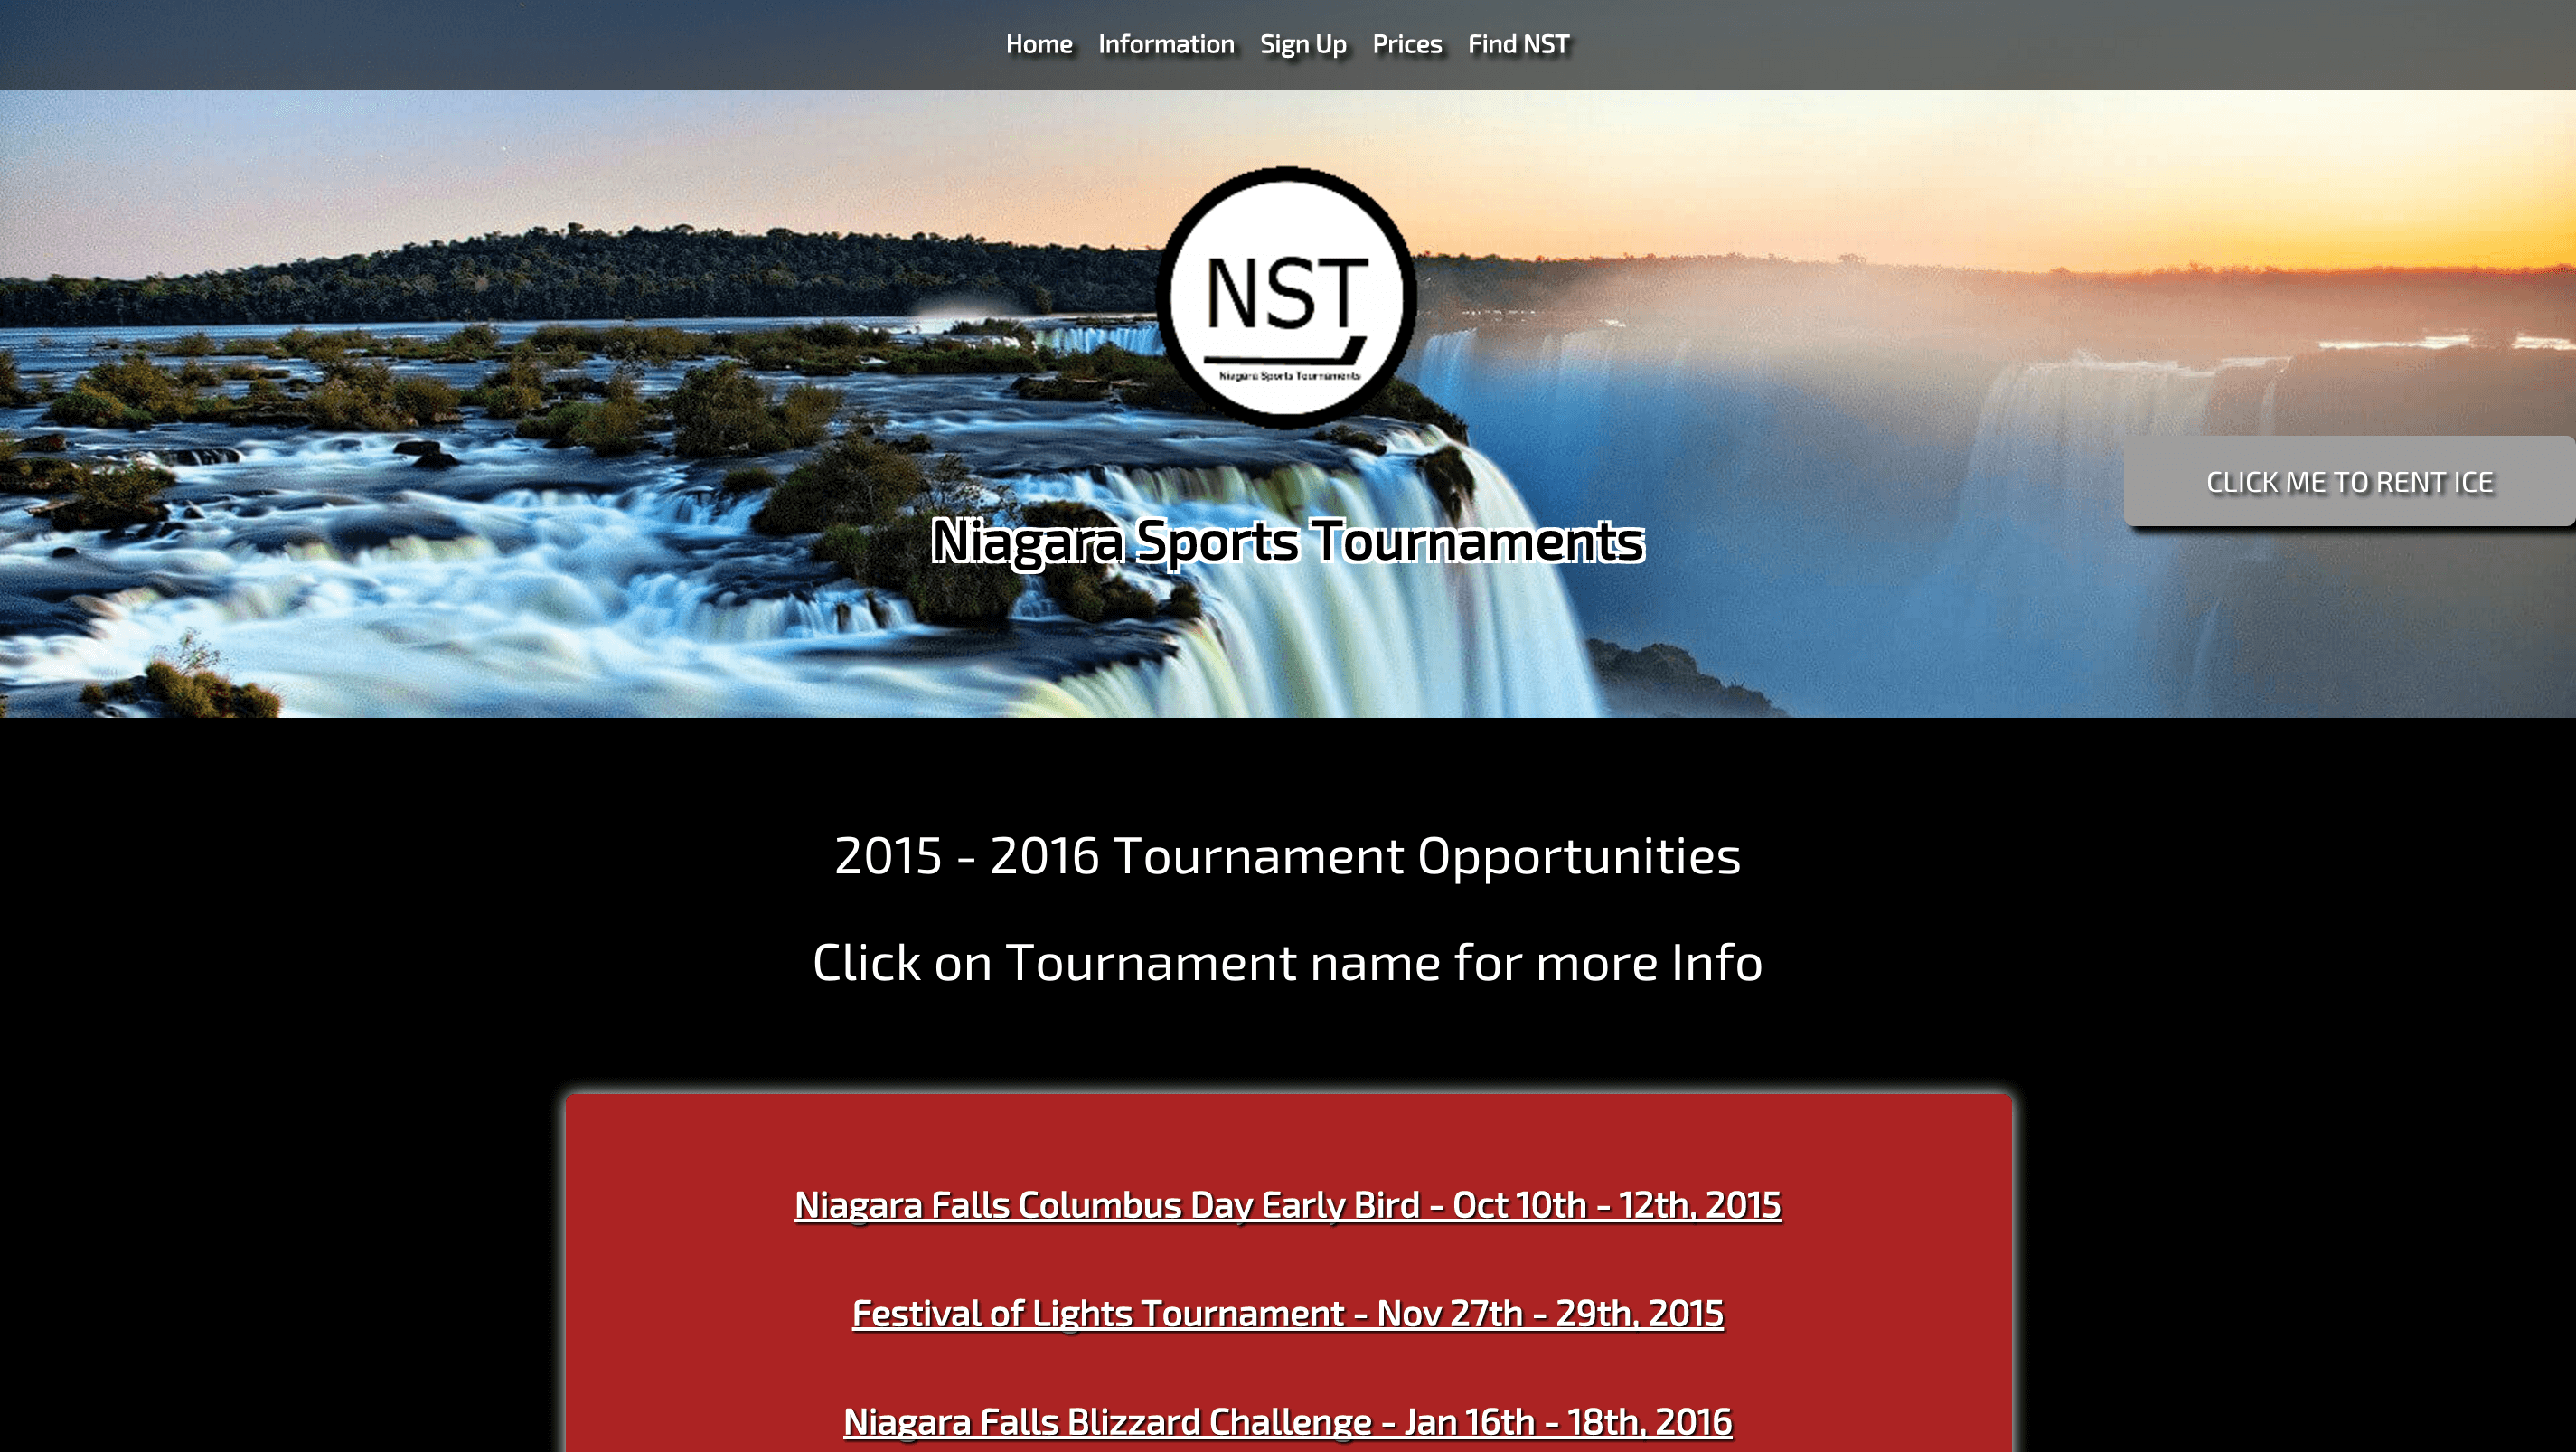 Home Information Sign Up Prices Find NST
NST
Niagara Sports Tournaments
CLICK ME TO RENT ICE
Niagara Sports Tournaments
2015 - 2016 Tournament Opportunities
Click on Tournament name for more Info
Niagara Falls Columbus Day Early Bird - Oct 10th - 12th, 2015
Festival of Lights Tournament - Nov 27th - 29th, 2015
Niagara Falls Blizzard Challenge - Jan 16th - 18th, 2016